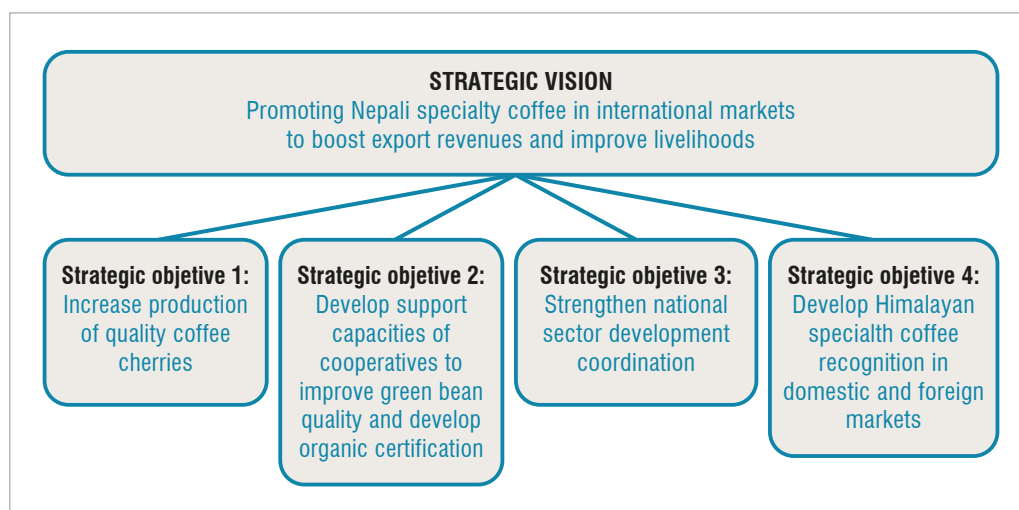 STRATEGIC VISION
Promoting Nepali specialty coffee in international markets
to boost export revenues and improve livelihoods
Strategic objetive 1:
Increase production
of quality coffee
cherries
Strategic objetive 2:
Develop support
capacities of
cooperatives to
improve green bean
quality and develop
organic certification
Strategic objetive 3:
Strengthen national
sector development
coordination
Strategic objetive 4:
Develop Himalayan
specialth coffee
recognition in
domestic and foreign
markets